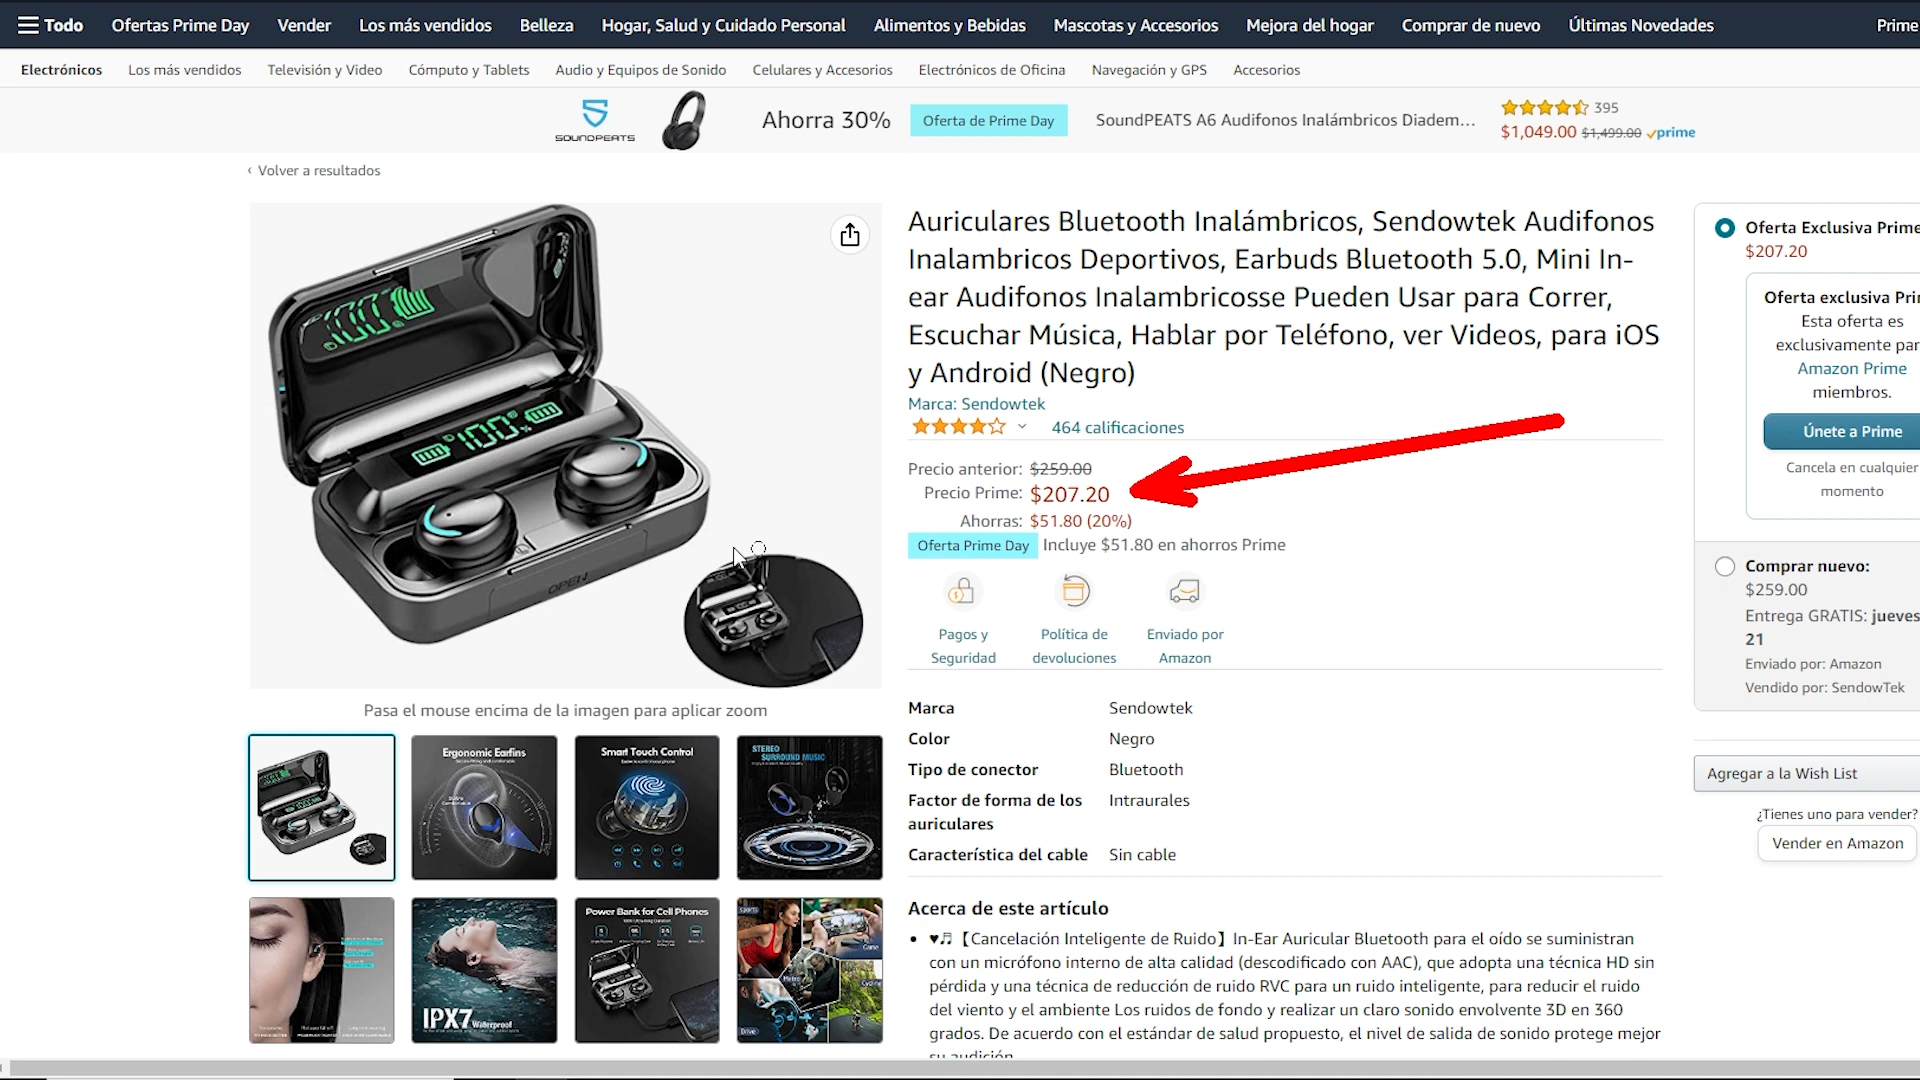 Todo
Ofertas Prime Day
Vender
Los más vendidos
Belleza
Hogar, Salud y Cuidado Personal
Alimentos y Bebidas
Mascotas y Accesorios
Mejora del hogar
Comprar de nuevo
Últimas Novedades
Prime
Electrónicos
Los más vendidos
Televisión y Video
Cómputo y Tablets
Audio y Equipos de Sonido
Celulares y Accesorios
Electrónicos de Oficina
Navegación y GPS
Accesorios
SOUNDPEATS
Ahorra 30%
Oferta de Prime Day
SoundPEATS A6 Audifonos Inalámbricos Diadem...
395
$1,049.00 $1,499.00 prime
‹ Volver a resultados
100
100%
OPEN
Pasa el mouse encima de la imagen para aplicar zoom
Ergonomic Earfins
Smart Touch Control
STEREO
SURROUND MUSIC
IPX7 Waterproof
Power Bank for Cell Phones
Sports
Game
Metro
Cycling
Drive
Auriculares Bluetooth Inalámbricos, Sendowtek Audifonos
Inalambricos Deportivos, Earbuds Bluetooth 5.0, Mini In-
ear Audifonos Inalambricosse Pueden Usar para Correr,
Escuchar Música, Hablar por Teléfono, ver Videos, para iOS
y Android (Negro)
Marca: Sendowtek
464 calificaciones
Precio anterior: $259.00
Precio Prime: $207.20
Ahorras: $51.80 (20%)
Oferta Prime Day Incluye $51.80 en ahorros Prime
Pagos y
Seguridad
Política de
devoluciones
Enviado por
Amazon
Marca Sendowtek
Color Negro
Tipo de conector Bluetooth
Factor de forma de los
auriculares
Intraurales
Característica del cable Sin cable
Acerca de este artículo
• ♥♬【Cancelación Inteligente de Ruido】In-Ear Auricular Bluetooth para el oído se suministran
con un micrófono interno de alta calidad (descodificado con AAC), que adopta una técnica HD sin
pérdida y una técnica de reducción de ruido RVC para un ruido inteligente, para reducir el ruido
del viento y el ambiente Los ruidos de fondo y realizar un claro sonido envolvente 3D en 360
grados. De acuerdo con el estándar de salud propuesto, el nivel de salida de sonido protege mejor
su audición
Oferta Exclusiva Prime
$207.20
Oferta exclusiva Pri
Esta oferta es
exclusivamente par
Amazon Prime
miembros.
Únete a Prime
Cancela en cualquier
momento
Comprar nuevo:
$259.00
Entrega GRATIS: jueves
21
Enviado por: Amazon
Vendido por: SendowTek
Agregar a la Wish List
¿Tienes uno para vender?
Vender en Amazon